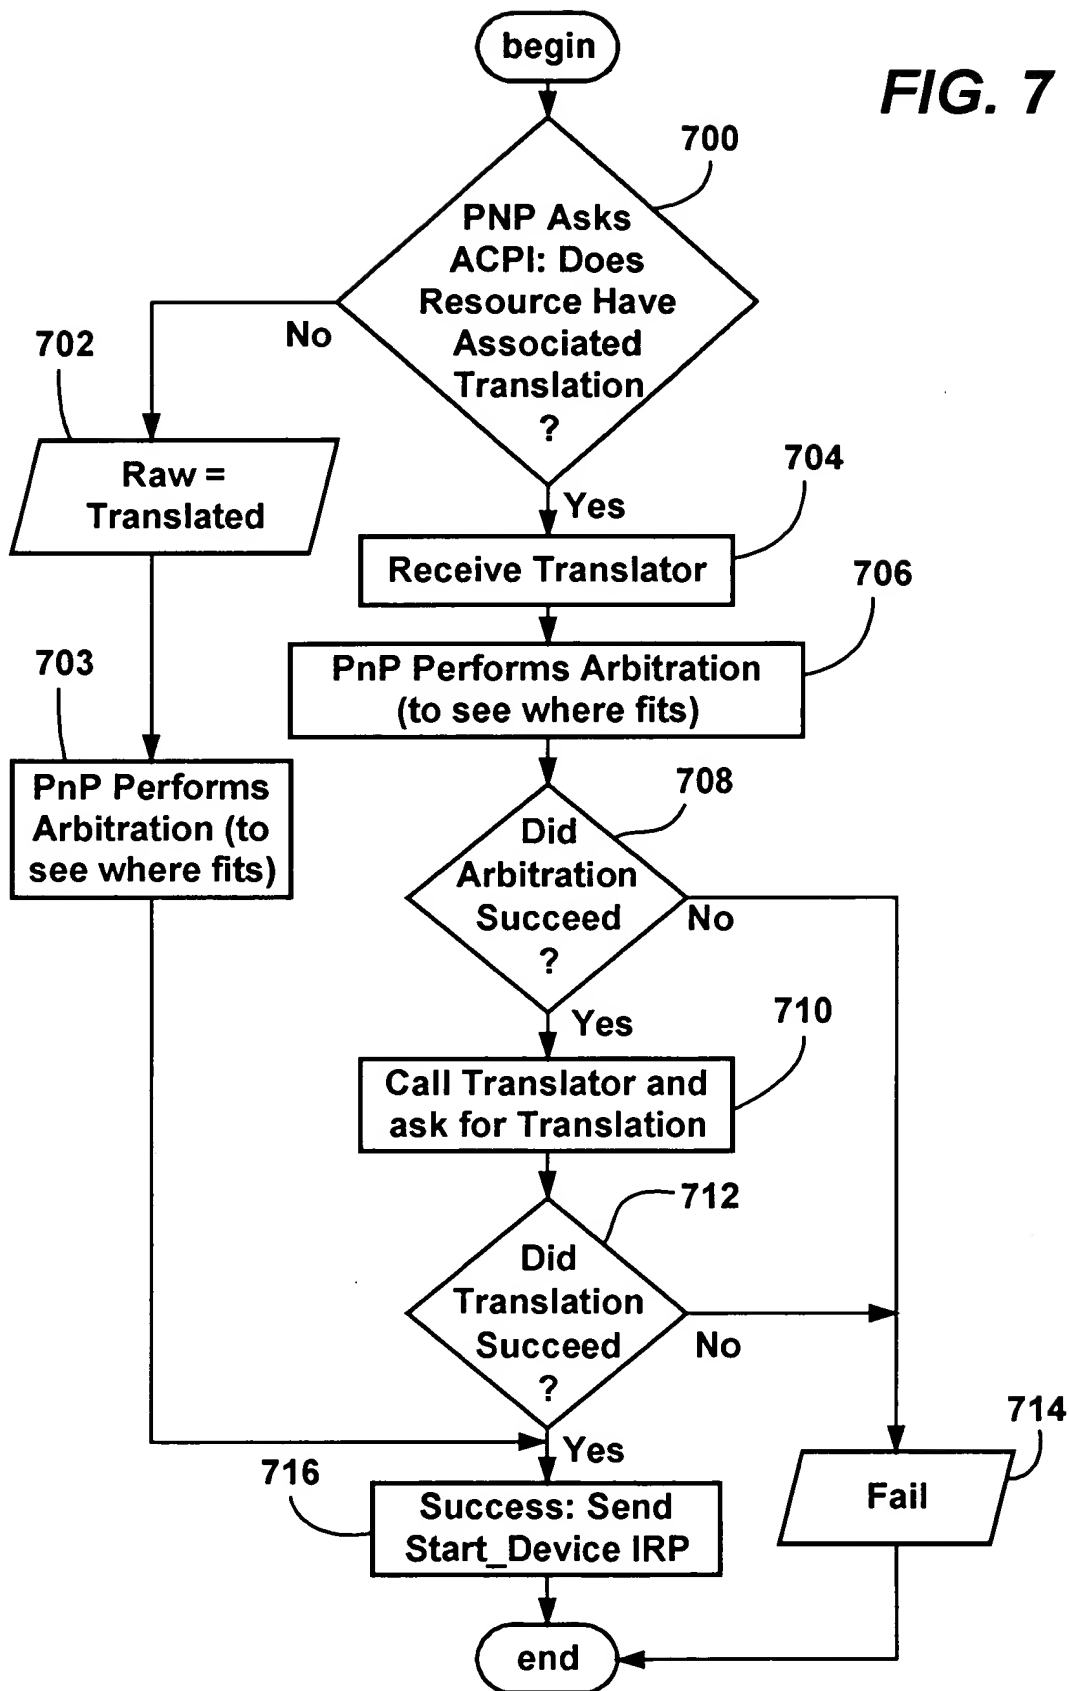 begin
FIG. 7
700
PNP Asks
ACPI: Does
Resource Have
Associated
Translation
?
No
702
Raw =
Translated
Yes
704
Receive Translator
706
PnP Performs Arbitration
(to see where fits)
703
PnP Performs
Arbitration (to
see where fits)
708
Did
Arbitration
Succeed
?
No
Yes
710
Call Translator and
ask for Translation
712
Did
Translation
Succeed
?
No
Yes
714
Fail
716
Success: Send
Start_Device IRP
end